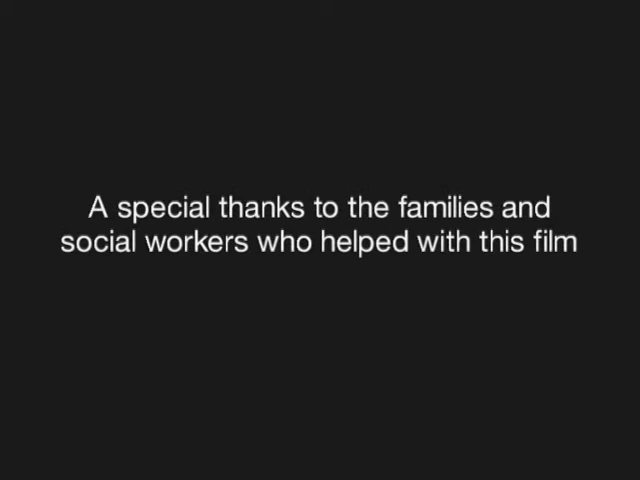 A special thanks to the families and
social workers who helped with this film